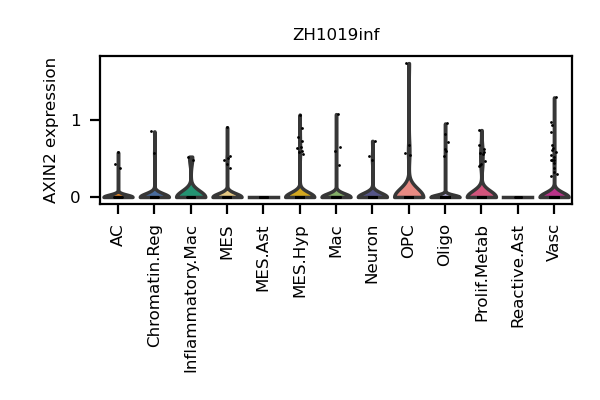 ZH1019inf
AXIN2 expression
1
0
AC
Chromatin.Reg
Inflammatory.Mac
MES
MES.Ast
MES.Hyp
Mac
Neuron
OPC
Oligo
Prolif.Metab
Reactive.Ast
Vasc